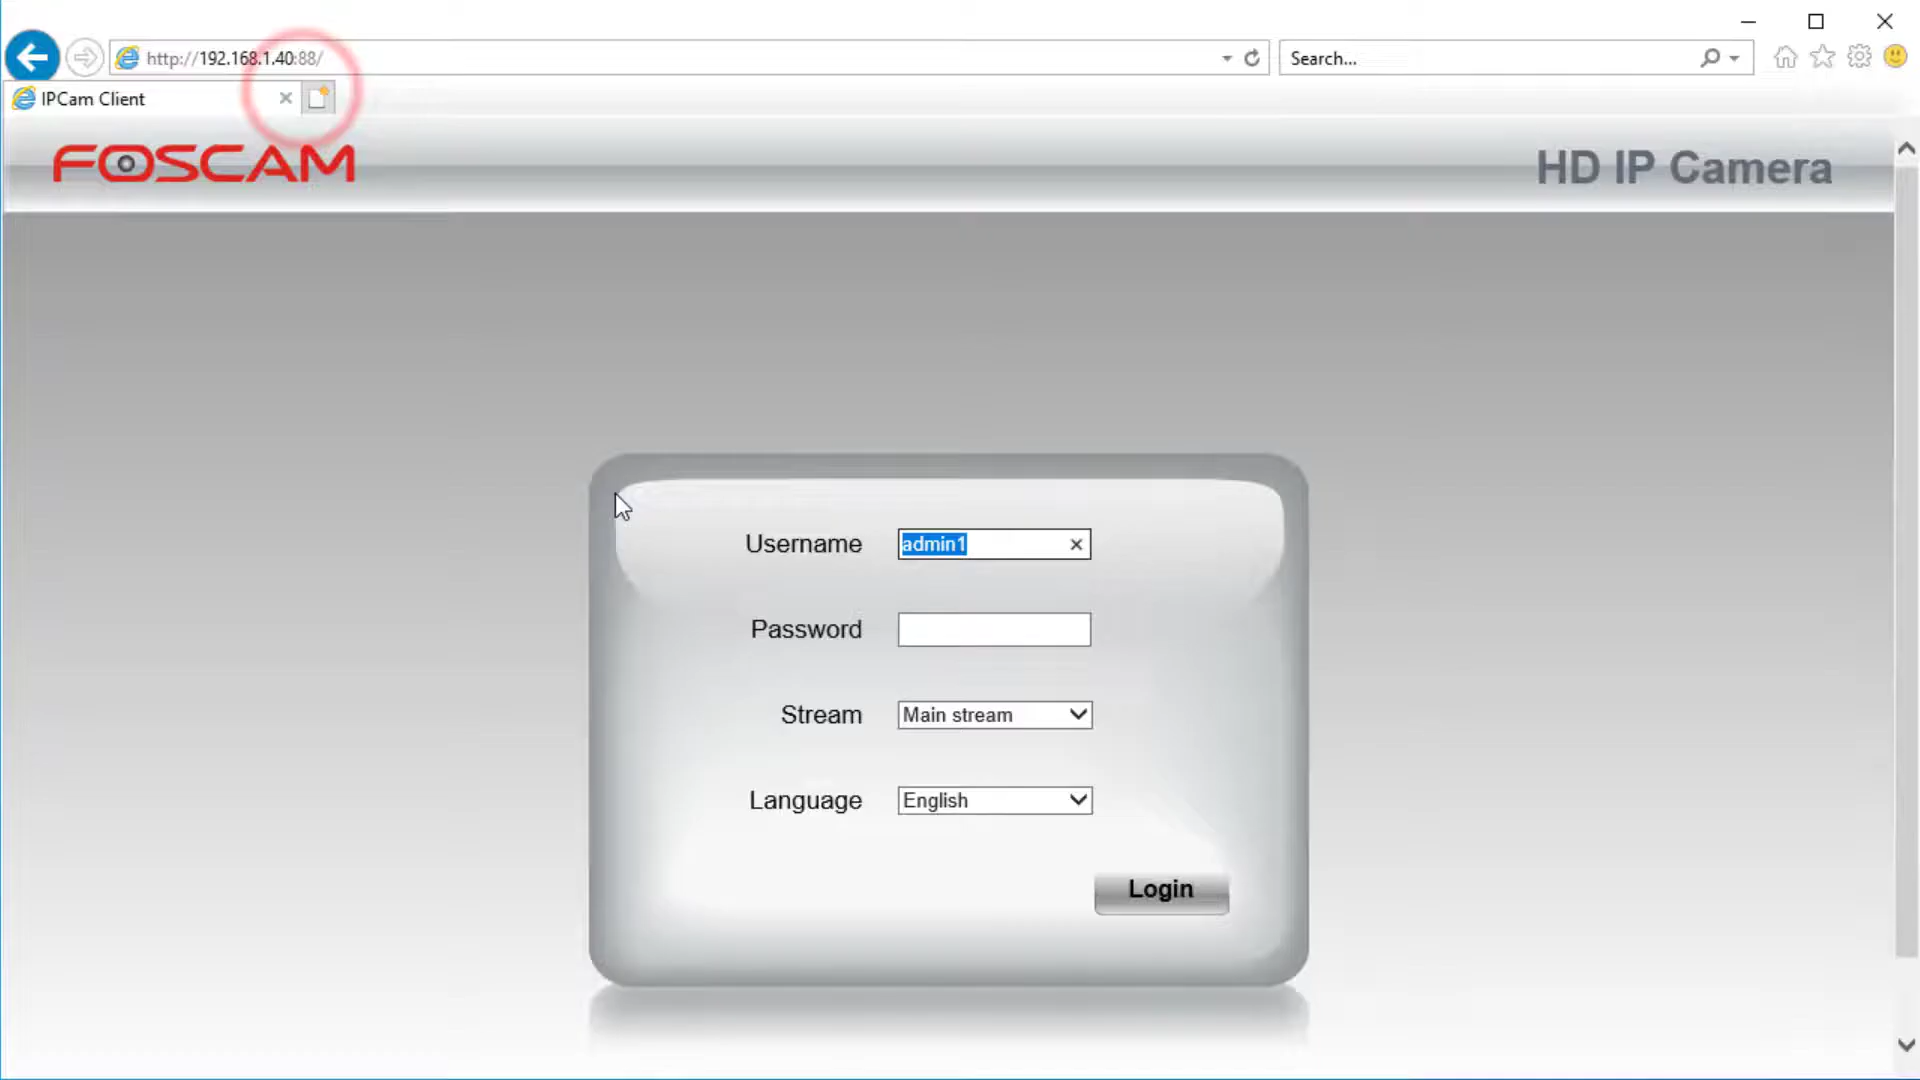 http://192.168.1.40:88/
Search...
IPCam Client
FOSCAM
HD IP Camera
Username admin1
Password
Stream Main stream
Language English
Login